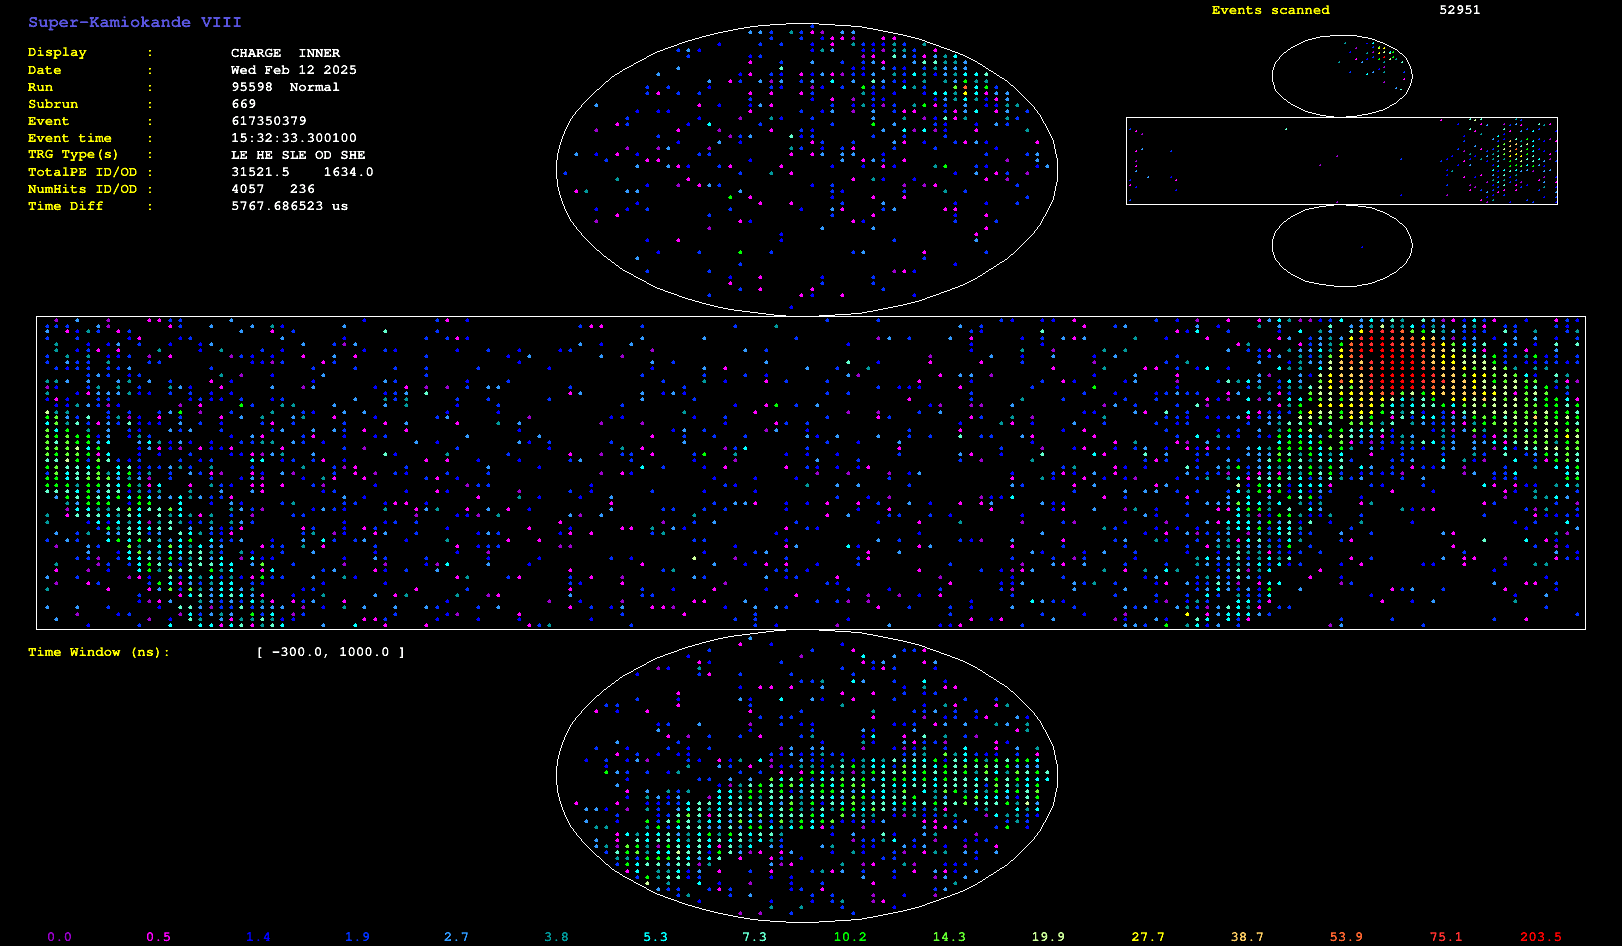 Super-Kamiokande VIII
Events scanned 52951
Display : CHARGE INNER
Date : Wed Feb 12 2025
Run : 95598 Normal
Subrun : 669
Event : 617350379
Event time : 15:32:33.300100
TRG Type(s) : LE HE SLE OD SHE
TotalPE ID/OD : 31521.5 1634.0
NumHits ID/OD : 4057 236
Time Diff : 5767.686523 us
Time Window (ns): [ -300.0, 1000.0 ]
0.0 0.5 1.4 1.9 2.7 3.8 5.3 7.3 10.2 14.3 19.9 27.7 38.7 53.9 75.1 203.5